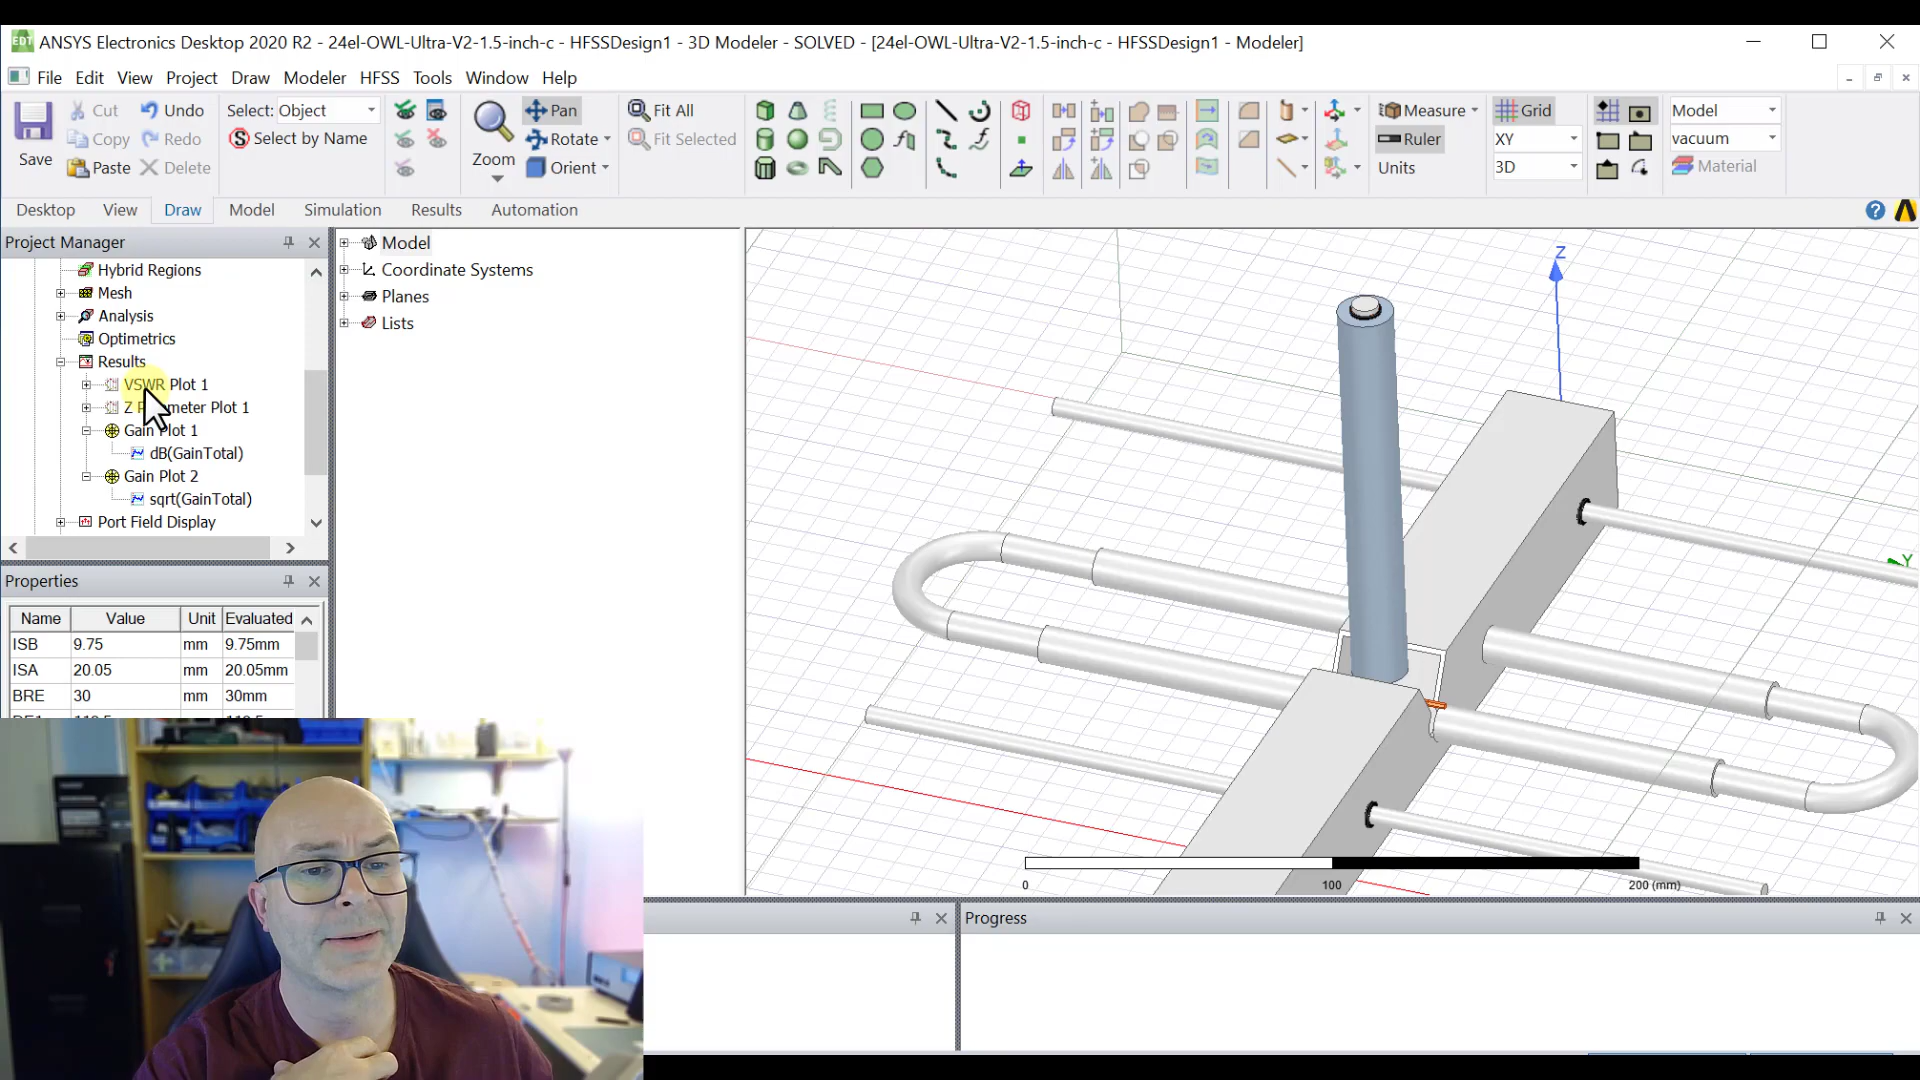 EDT ANSYS Electronics Desktop 2020 R2 - 24el-OWL-Ultra-V2-1.5-inch-c - HFSSDesign1 - 3D Modeler - SOLVED - [24el-OWL-Ultra-V2-1.5-inch-c - HFSSDesign1 - Modeler]
File Edit View Project Draw Modeler HFSS Tools Window Help
Cut Undo Select: Object Pan Fit All Measure Grid Model
Copy Redo Select by Name Rotate Fit Selected Ruler XY vacuum
Save Paste Delete Zoom Orient Units 3D Material
Desktop View Draw Model Simulation Results Automation
Project Manager
Hybrid Regions
Mesh
Analysis
Optimetrics
Results
VSWR Plot 1
Gain Plot 1
dB(GainTotal)
Gain Plot 2
sqrt(GainTotal)
Port Field Display
Model
Coordinate Systems
Planes
Lists
Properties
Name Value Unit Evaluated
ISB 9.75 mm 9.75mm
ISA 20.05 mm 20.05mm
BRE 30 mm 30mm
Z
Y
0 100 200 (mm)
Progress